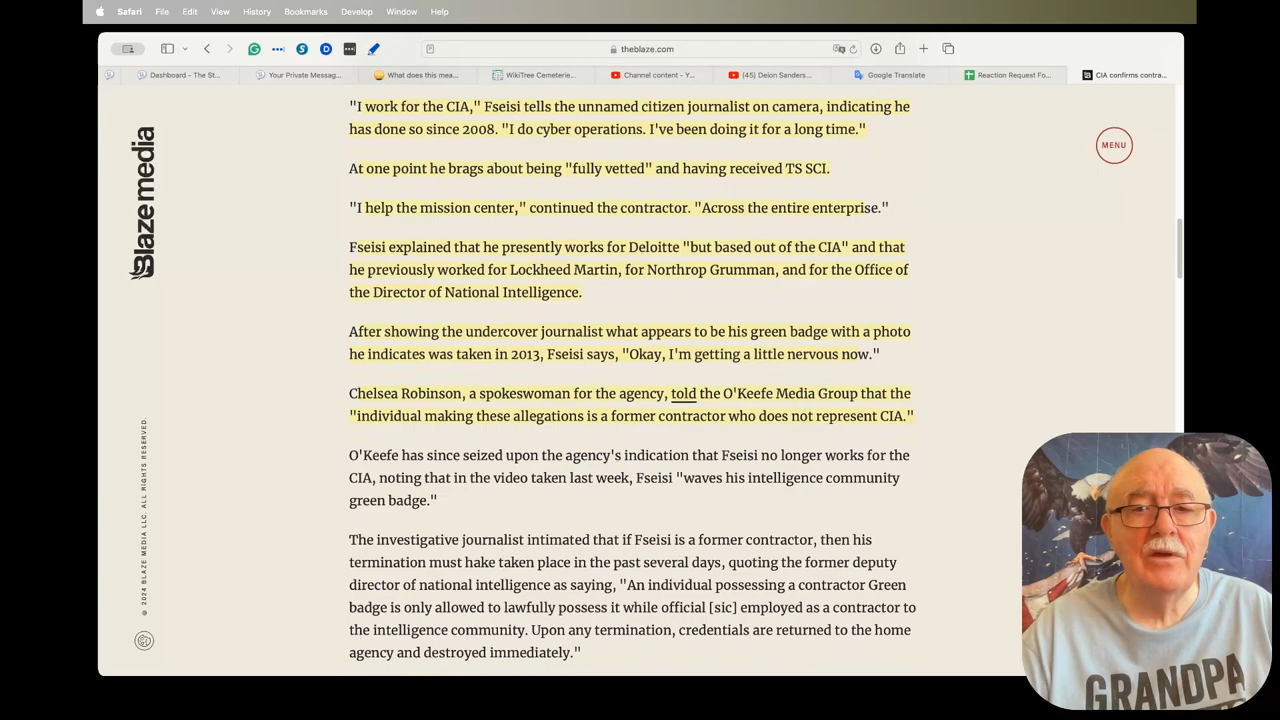 Safari File Edit View History Bookmarks Develop Window Help
theblaze.com
Dashboard - The St...
Your Private Messag...
What does this mea...
WikiTree Cemeterie...
Channel content - Y...
(45) Deion Sanders...
Google Translate
Reaction Request Fo...
CIA confirms contra...
Blaze media
© 2024 BLAZE MEDIA LLC. ALL RIGHTS RESERVED.
MENU
"I work for the CIA," Fseisi tells the unnamed citizen journalist on camera, indicating he
has done so since 2008. "I do cyber operations. I've been doing it for a long time."
At one point he brags about being "fully vetted" and having received TS SCI.
"I help the mission center," continued the contractor. "Across the entire enterprise."
Fseisi explained that he presently works for Deloitte "but based out of the CIA" and that
he previously worked for Lockheed Martin, for Northrop Grumman, and for the Office of
the Director of National Intelligence.
After showing the undercover journalist what appears to be his green badge with a photo
he indicates was taken in 2013, Fseisi says, "Okay, I'm getting a little nervous now."
Chelsea Robinson, a spokeswoman for the agency, told the O'Keefe Media Group that the
"individual making these allegations is a former contractor who does not represent CIA."
O'Keefe has since seized upon the agency's indication that Fseisi no longer works for the
CIA, noting that in the video taken last week, Fseisi "waves his intelligence community
green badge."
The investigative journalist intimated that if Fseisi is a former contractor, then his
termination must hake taken place in the past several days, quoting the former deputy
director of national intelligence as saying, "An individual possessing a contractor Green
badge is only allowed to lawfully possess it while official [sic] employed as a contractor to
the intelligence community. Upon any termination, credentials are returned to the home
agency and destroyed immediately."
GRANDPA